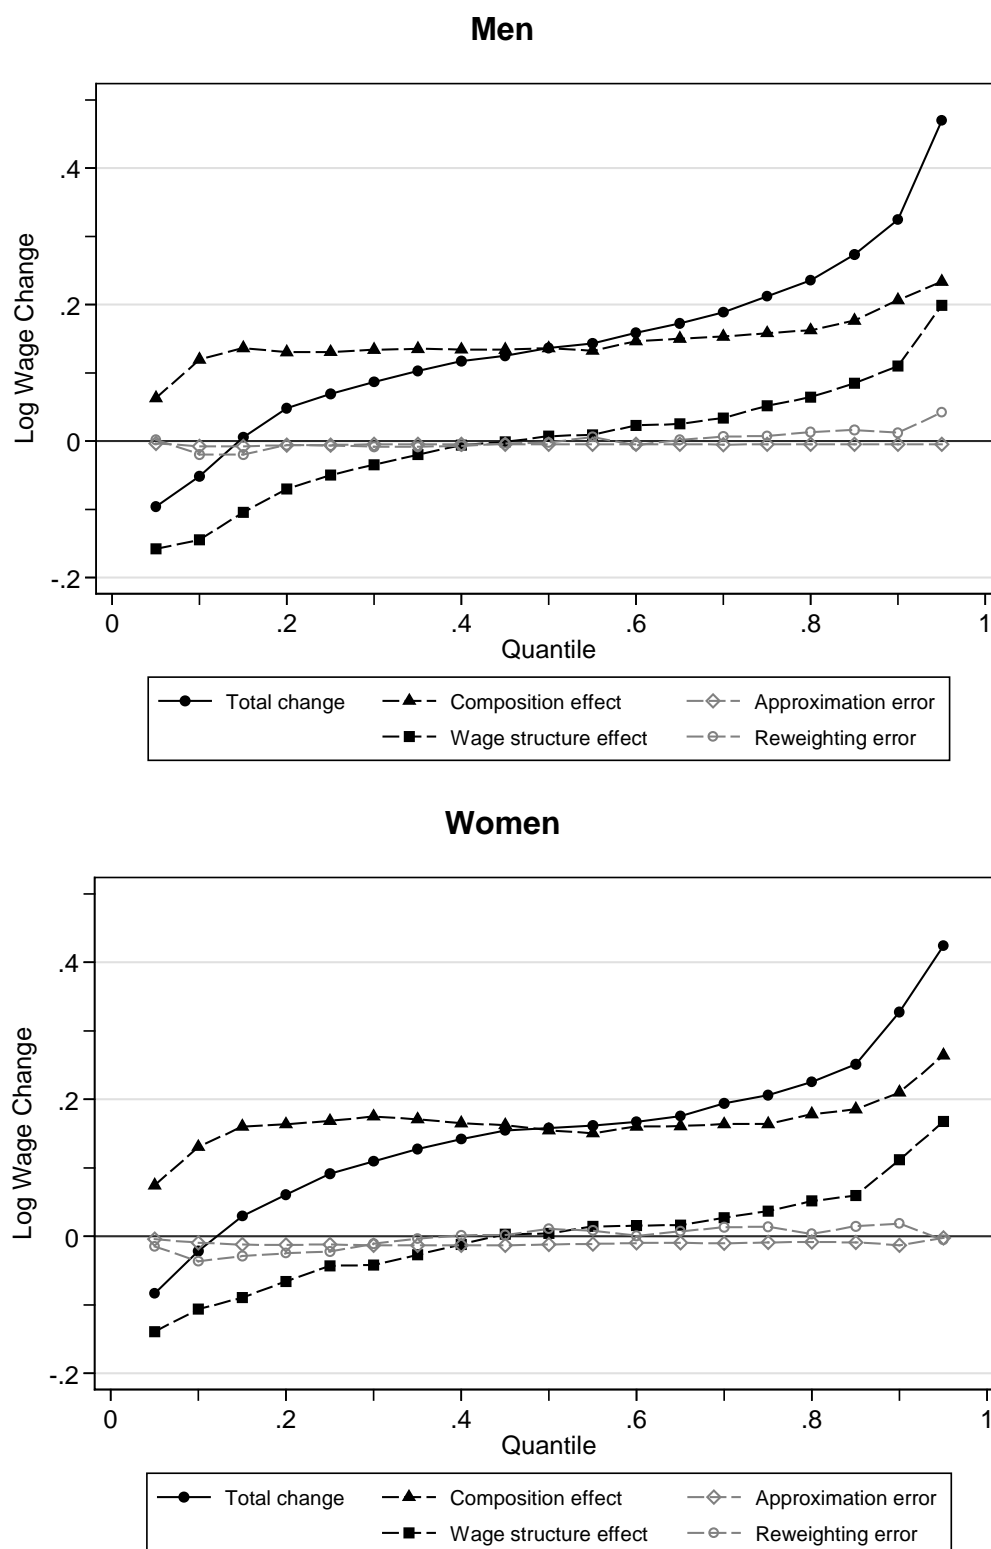 Men
Log Wage Change
.4
.2
0
-.2
0 .2 .4 .6 .8 1
Quantile
Total change Composition effect Approximation error
Wage structure effect Reweighting error
Women
Log Wage Change
.4
.2
0
-.2
0 .2 .4 .6 .8 1
Quantile
Total change Composition effect Approximation error
Wage structure effect Reweighting error